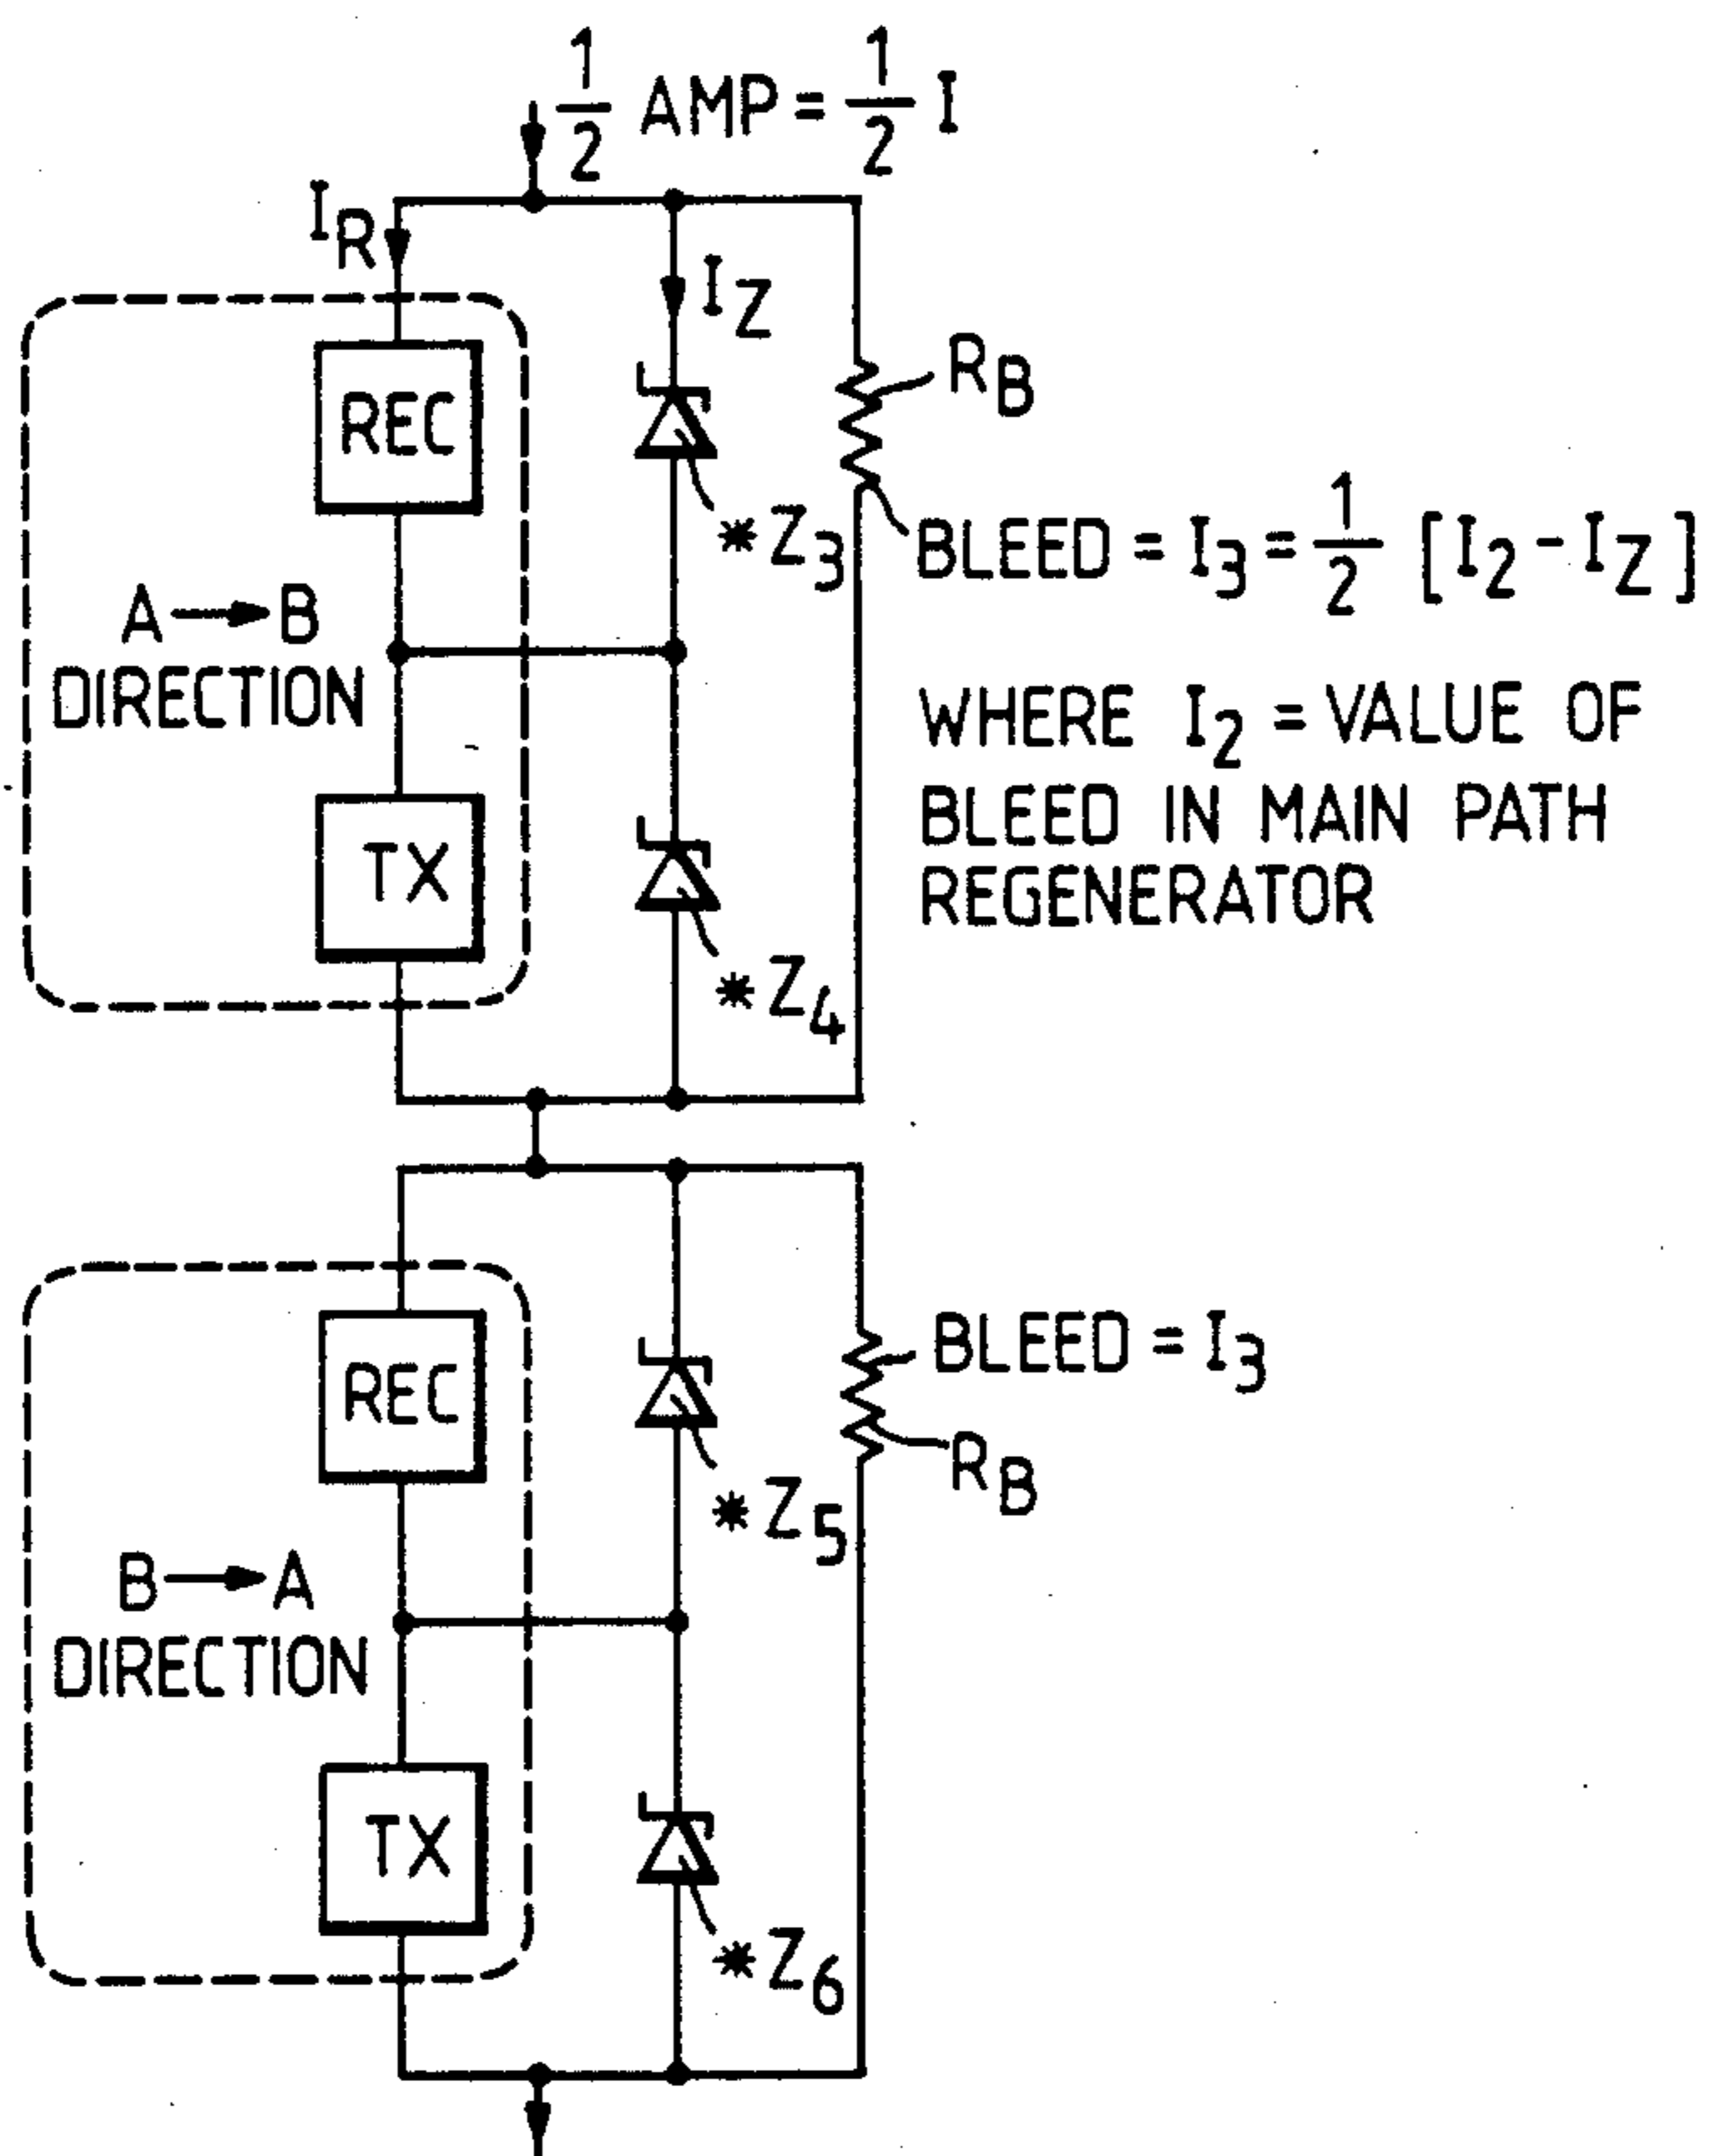 1/2 AMP = 1/2 I
I_R
I_Z
REC
R_B
*Z_3
BLEED = I_3 = 1/2 [I_2 - I_Z]
A→B
DIRECTION
WHERE I_2 = VALUE OF
BLEED IN MAIN PATH
REGENERATOR
TX
*Z_4
REC
BLEED = I_3
R_B
*Z_5
B→A
DIRECTION
TX
*Z_6